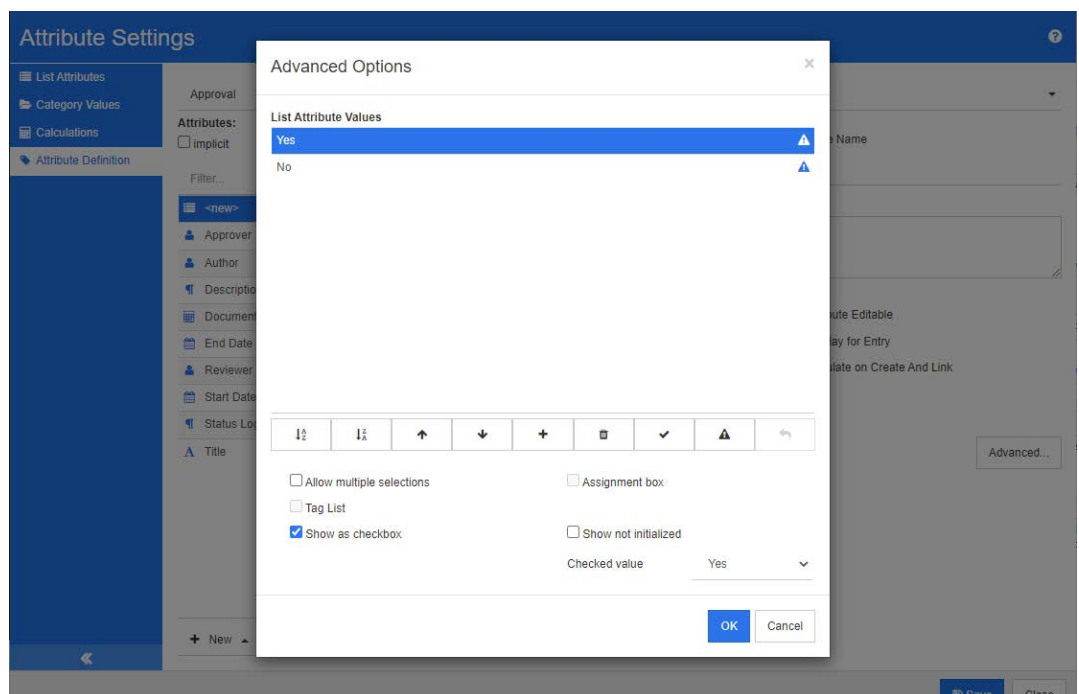 Attribute Settings
List Attributes
Category Values
Calculations
Attribute Definition
Approval
Attributes:
implicit
Filter...
<new>
Approver
Author
Descriptio
Document
End Date
Reviewer
Start Date
Status Log
A Title
+ New
Advanced Options
List Attribute Values
Yes
No
Allow multiple selections
Assignment box
Tag List
Show as checkbox
Show not initialized
Checked value
Yes
OK
Cancel
Name
ute Editable
lay for Entry
ulate on Create And Link
Advanced...
Save
Close